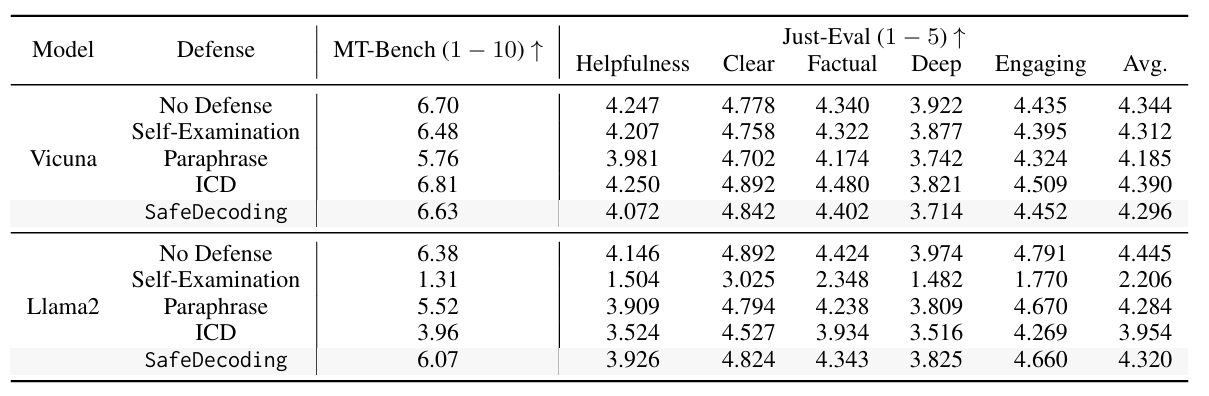 Model Defense MT-Bench (1 − 10) ↑ Just-Eval (1 − 5) ↑
Helpfulness Clear Factual Deep Engaging Avg.
No Defense 6.70 4.247 4.778 4.340 3.922 4.435 4.344
Self-Examination 6.48 4.207 4.758 4.322 3.877 4.395 4.312
Vicuna Paraphrase 5.76 3.981 4.702 4.174 3.742 4.324 4.185
ICD 6.81 4.250 4.892 4.480 3.821 4.509 4.390
SafeDecoding 6.63 4.072 4.842 4.402 3.714 4.452 4.296
No Defense 6.38 4.146 4.892 4.424 3.974 4.791 4.445
Self-Examination 1.31 1.504 3.025 2.348 1.482 1.770 2.206
Llama2 Paraphrase 5.52 3.909 4.794 4.238 3.809 4.670 4.284
ICD 3.96 3.524 4.527 3.934 3.516 4.269 3.954
SafeDecoding 6.07 3.926 4.824 4.343 3.825 4.660 4.320